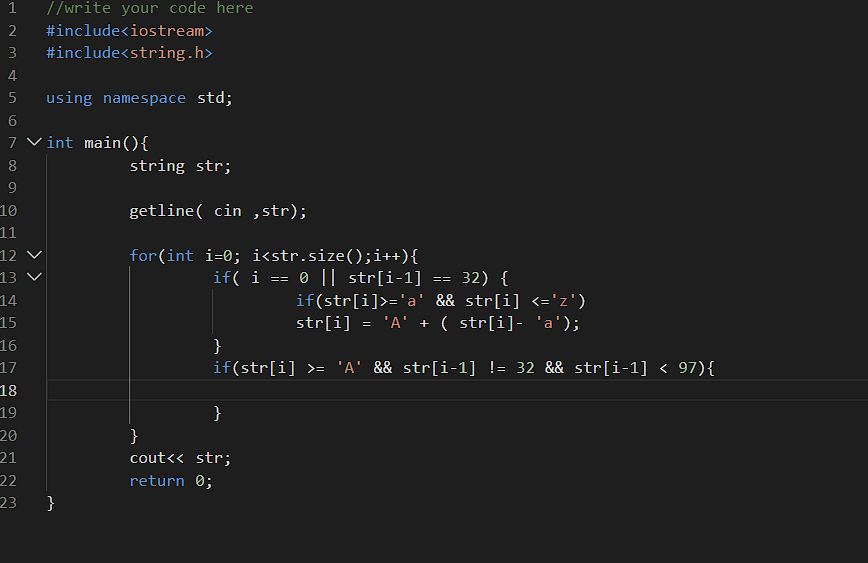 1 //write your code here
2 #include<iostream>
3 #include<string.h>
4
5 using namespace std;
6
7 int main(){
8 string str;
9
10 getline( cin ,str);
11
12 for(int i=0; i<str.size();i++){
13 if( i == 0 || str[i-1] == 32) {
14 if(str[i]>='a' && str[i] <='z')
15 str[i] = 'A' + ( str[i]- 'a');
16 }
17 if(str[i] >= 'A' && str[i-1] != 32 && str[i-1] < 97){
18
19 }
20 }
21 cout<< str;
22 return 0;
23 }